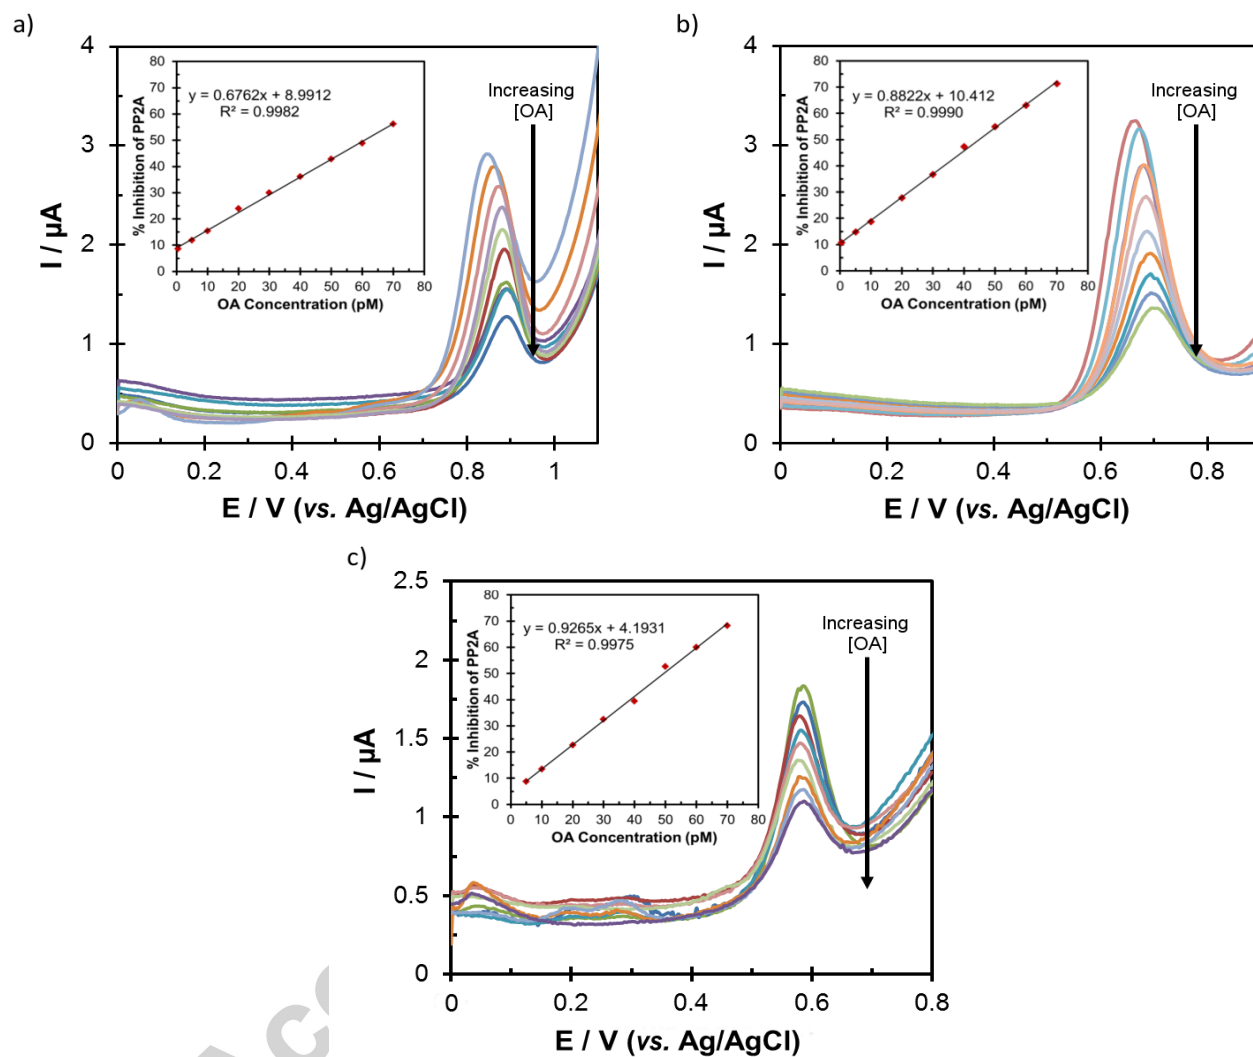 a)
4
3
2
1
0
I / µA
0
0.2
0.4
0.6
0.8
1
E / V (vs. Ag/AgCl)
Increasing
[OA]
80
70
60
50
40
30
20
10
0
% Inhibition of PP2A
y = 0.6762x + 8.9912
R² = 0.9982
0 10 20 30 40 50 60 70 80
OA Concentration (pM)
b)
4
3
2
1
0
I / µA
0
0.2
0.4
0.6
0.8
E / V (vs. Ag/AgCl)
Increasing
[OA]
80
70
60
50
40
30
20
10
0
% Inhibition of PP2A
y = 0.8822x + 10.412
R² = 0.9990
0 10 20 30 40 50 60 70 80
OA Concentration (pM)
c)
2.5
2
1.5
1
0.5
0
I / µA
0
0.2
0.4
0.6
0.8
E / V (vs. Ag/AgCl)
Increasing
[OA]
80
70
60
50
40
30
20
10
0
% Inhibition of PP2A
y = 0.9265x + 4.1931
R² = 0.9975
0 10 20 30 40 50 60 70 80
OA Concentration (pM)
Acc